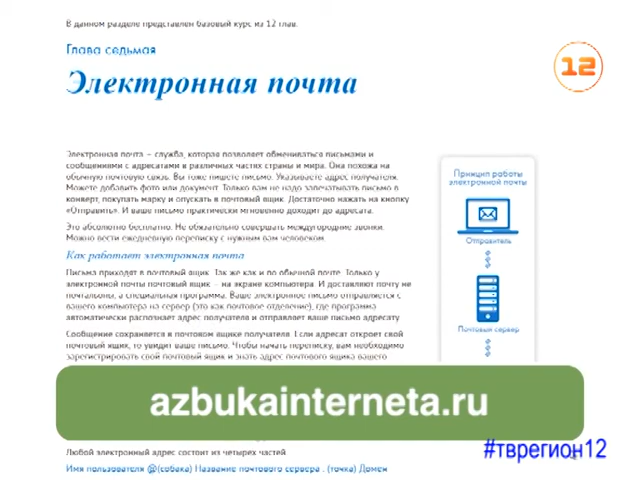 В данном разделе представлен базовый курс из 12 глав.
Глава седьмая
12
Электронная почта
Электронная почта – служба, которая позволяет обмениваться письмами и
сообщениями с адресатами в различных частях страны и мира. Она похожа на
обычную почтовую связь. Вы тоже пишете письмо. Указываете адрес получателя.
Можете добавить фото или документ. Только вам не надо запечатывать письмо в
конверт, покупать марку и опускать в почтовый ящик. Достаточно нажать на кнопку
«Отправить». И ваше письмо практически мгновенно доходит до адресата.
Это абсолютно бесплатно. Не обязательно совершать международные звонки.
Можно вести ежедневную переписку с нужным вам человеком.
Как работает электронная почта
Письма приходят в почтовый ящик. Так же как и по обычной почте. Только у
электронной почты почтовый ящик – на экране компьютера. И доставляют почту не
почтальоны, а специальная программа. Ваше электронное письмо отправляется с
вашего компьютера на сервер (это как почтовое отделение), где программа
автоматически распознает адрес получателя и отправляет ваше письмо адресату.
Сообщение сохраняется в почтовом ящике получателя. Если адресат откроет свой
почтовый ящик, то увидит ваше письмо. Чтобы начать переписку, вам необходимо
зарегистрировать свой почтовый ящик и знать адрес почтового ящика вашего
Принцип работы
электронной почты
Отправитель
Почтовый сервер
azbukainterneta.ru
#твregion12
Любой электронный адрес состоит из четырех частей
Имя пользователя @(собака) Название почтового сервера . (точка) Домен